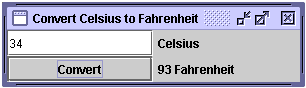 Convert Celsius to Fahrenheit
34 Celsius
Convert 93 Fahrenheit